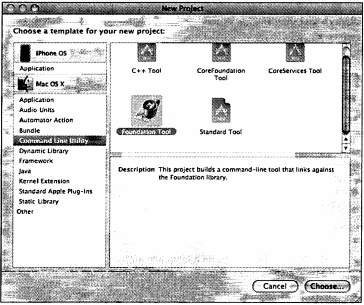 New Project
Choose a template for your new project:
iPhone OS
Application
Mac OS X
Application
Audio Units
Automator Action
Bundle
Command Line Utility
Dynamic Library
Framework
Java
Kernel Extension
Standard Apple Plug-ins
Static Library
Other
C++ Tool
CoreFoundation
Tool
CoreServices Tool
Foundation Tool
Standard Tool
Description This project builds a command-line tool that links against
the Foundation library.
Cancel
Choose...